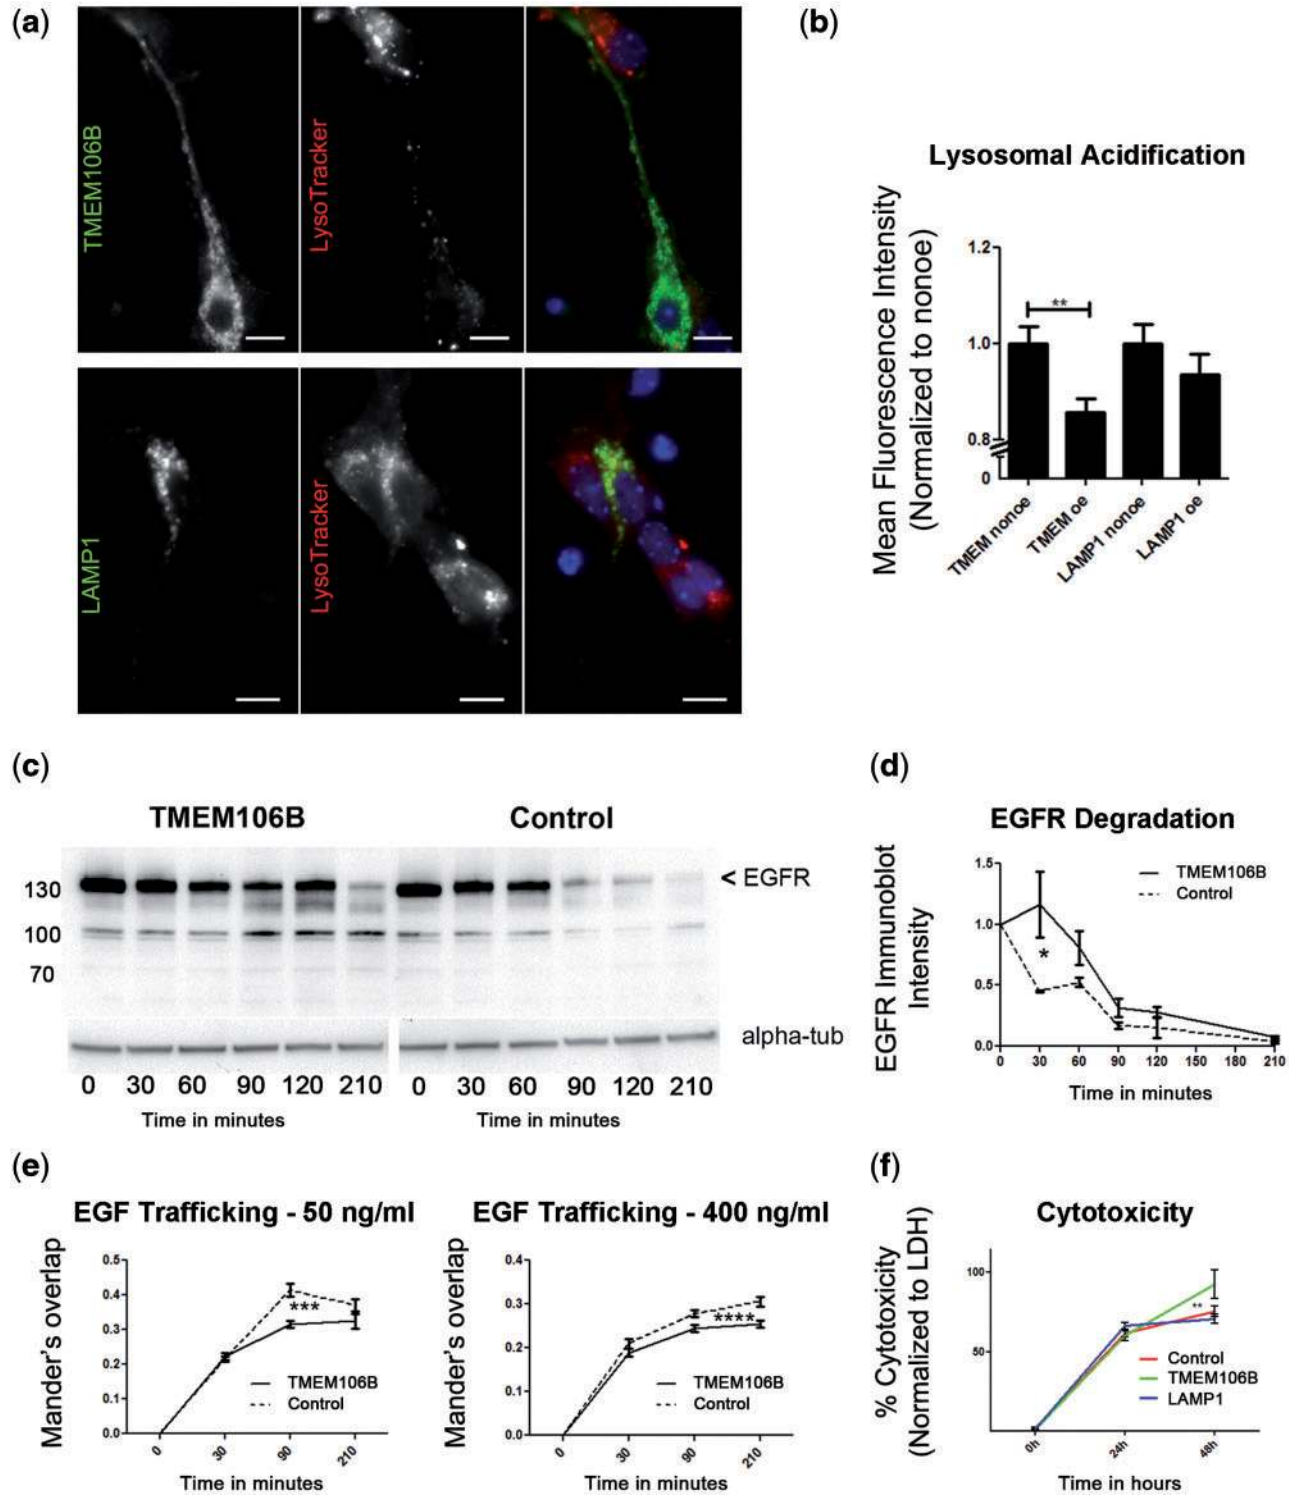 (a)
TMEM106B
LysoTracker
LAMP1
LysoTracker
(b)
Lysosomal Acidification
Mean Fluorescence Intensity
(Normalized to nonoe)
1.2
1.0
0.8
0
**
TMEM nonoe
TMEM oe
LAMP1 nonoe
LAMP1 oe
(c)
TMEM106B
Control
130
100
70
< EGFR
alpha-tub
0 30 60 90 120 210
0 30 60 90 120 210
Time in minutes
Time in minutes
(d)
EGFR Degradation
EGFR Immunoblot
Intensity
1.5
1.0
0.5
0.0
TMEM106B
Control
*
0 30 60 90 120 150 180 210
Time in minutes
(e)
EGF Trafficking - 50 ng/ml
Mander's overlap
0.5
0.4
0.3
0.2
0.1
0.0
***
TMEM106B
Control
0 30 90 210
Time in minutes
EGF Trafficking - 400 ng/ml
Mander's overlap
0.4
0.3
0.2
0.1
0.0
****
TMEM106B
Control
0 30 90 210
Time in minutes
(f)
Cytotoxicity
% Cytotoxicity
(Normalized to LDH)
100
50
**
Control
TMEM106B
LAMP1
0h 24h 48h
Time in hours